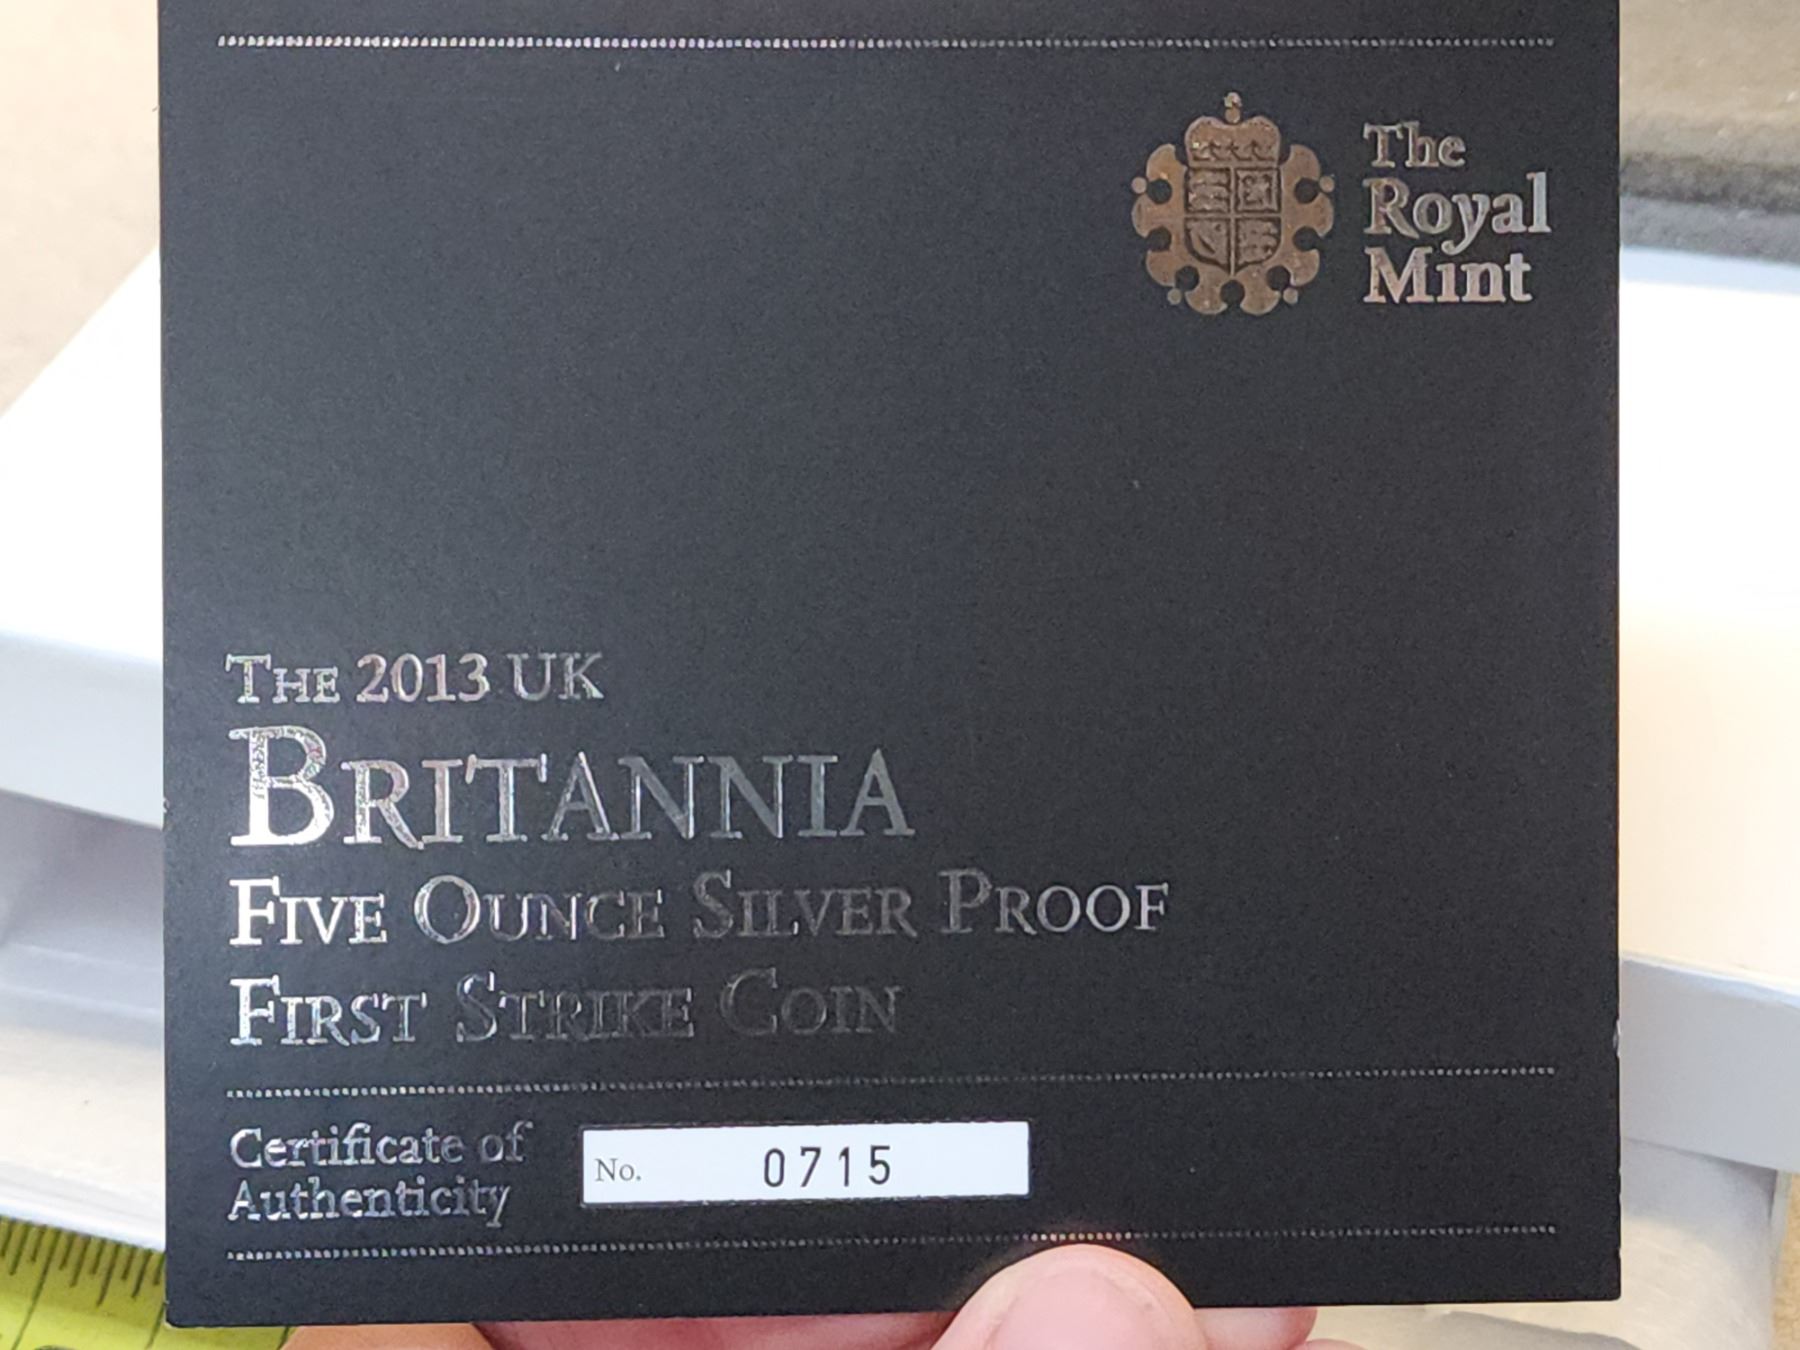 The
Royal
Mint
THE 2013 UK
BRITANNIA
FIVE OUNCE SILVER PROOF
FIRST STRIKE COIN
Certificate of
Authenticity
No. 0715